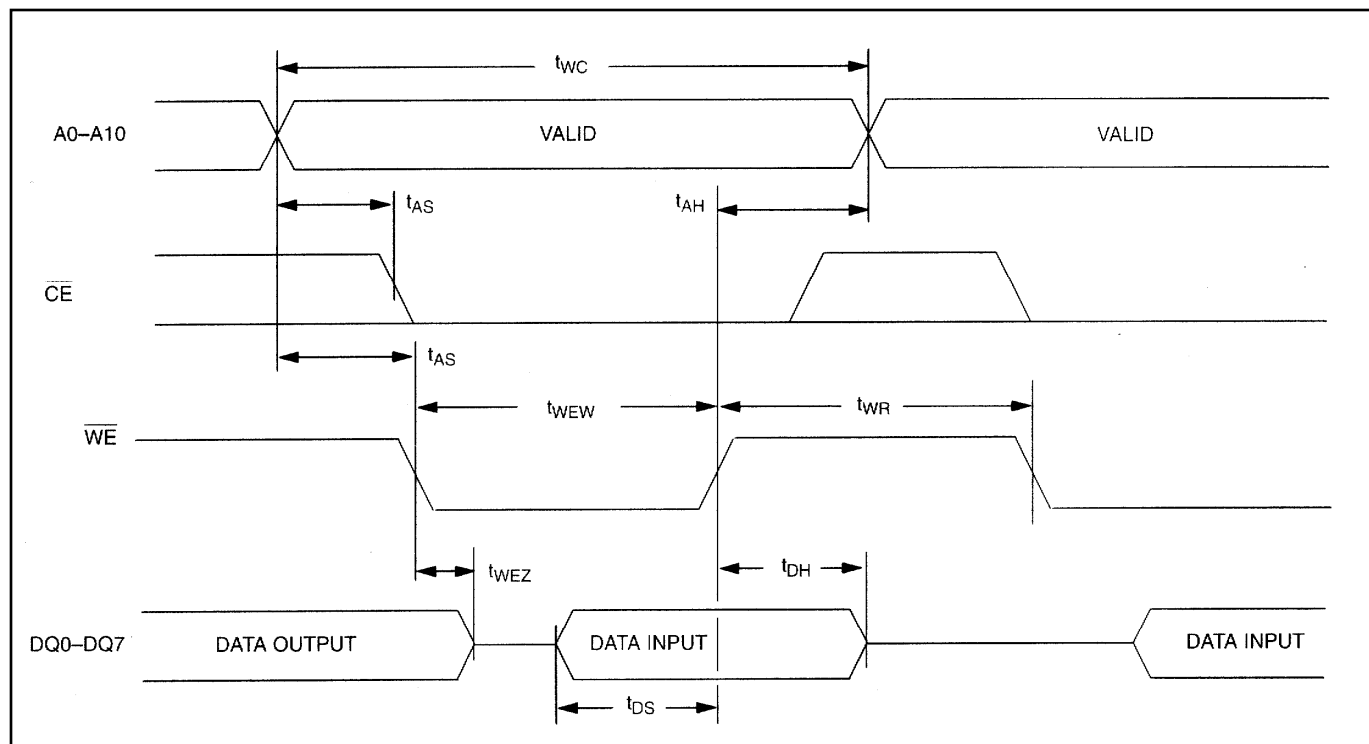 tWC
A0–A10
VALID
VALID
tAS
tAH
CE
tAS
tWEW
tWR
WE
tWEZ
tDH
DQ0–DQ7
DATA OUTPUT
DATA INPUT
DATA INPUT
tDS